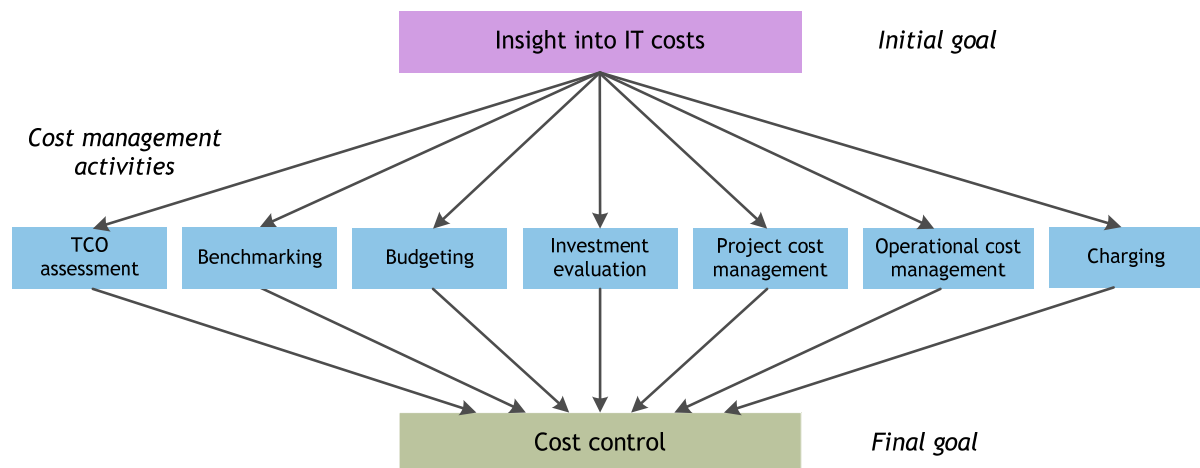 Insight into IT costs
Initial goal
Cost management
activities
TCO
assessment
Benchmarking
Budgeting
Investment
evaluation
Project cost
management
Operational cost
management
Charging
Cost control
Final goal